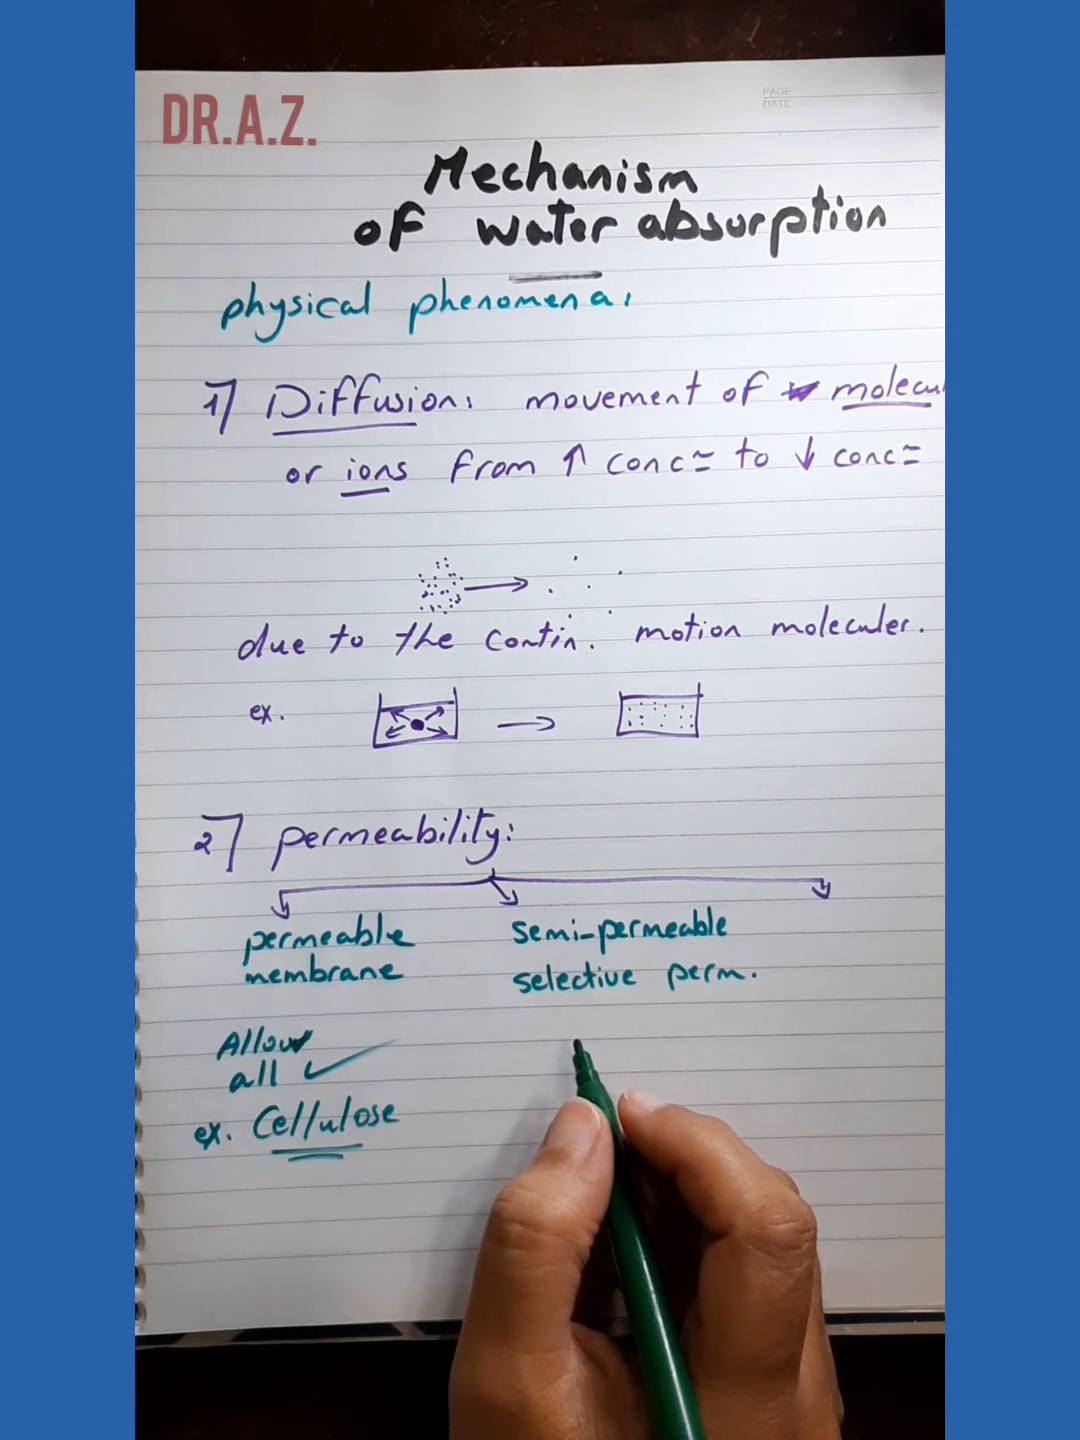 DR.A.Z.
PAGE
DATE
Mechanism
of water absorption
physical phenomena:
1) Diffusion: movement of molecul
or ions from ↑ conc= to ↓ conc=
due to the contin. motion moleculer.
ex.
2) permeability:
permeable
membrane
semi-permeable
selective perm.
Allow
all ✓
ex. Cellulose